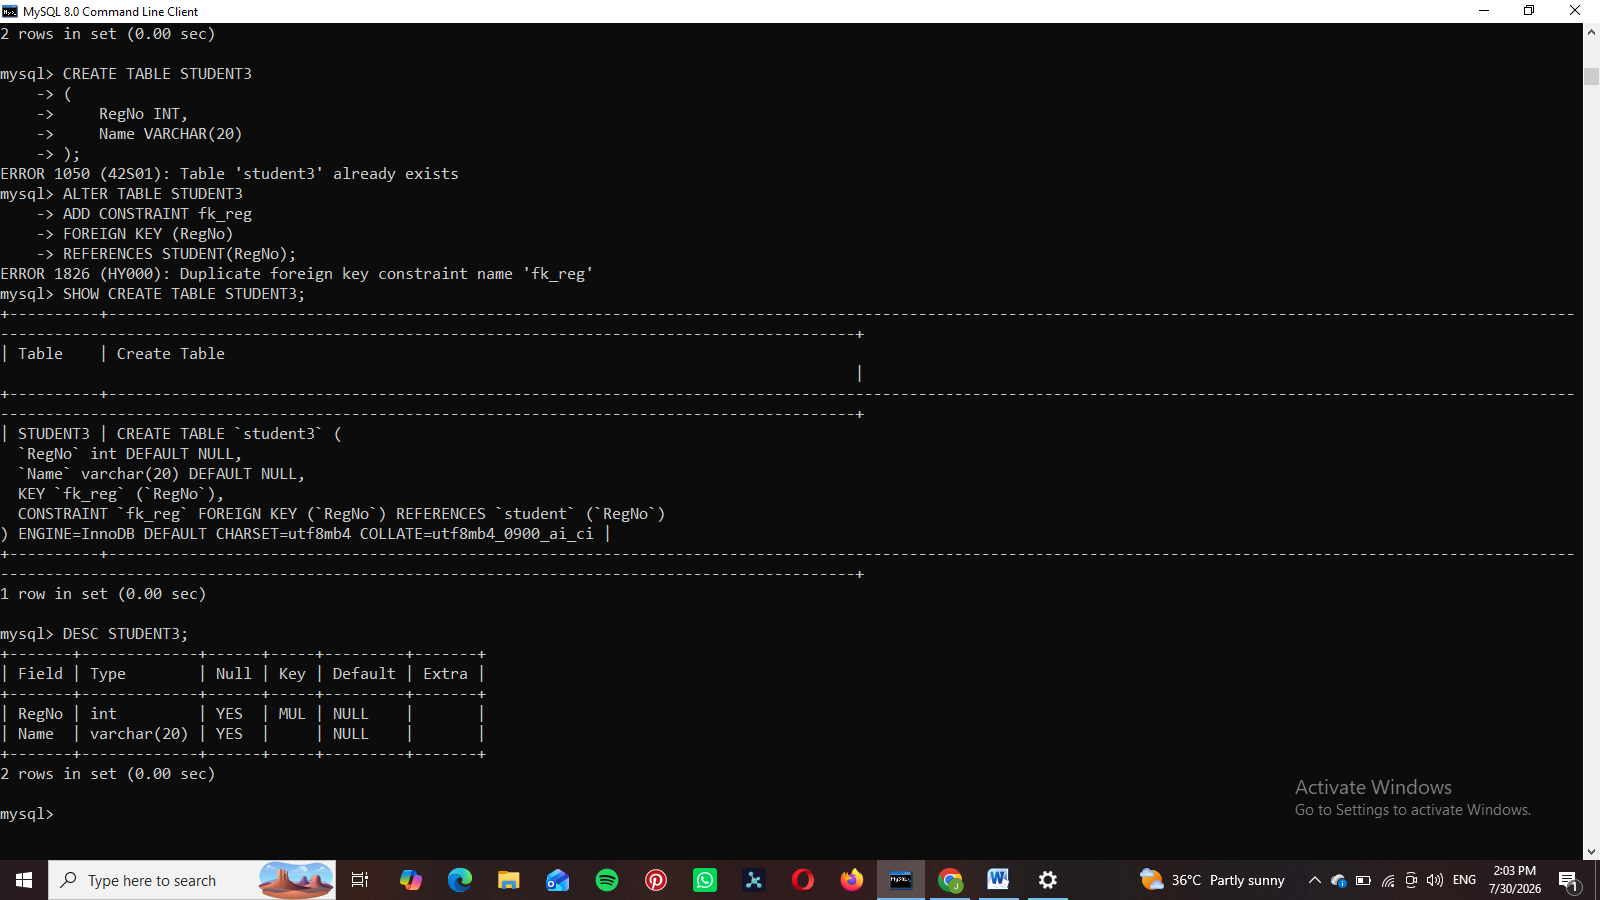 MySQL 8.0 Command Line Client
2 rows in set (0.00 sec)
mysql> CREATE TABLE STUDENT3
    -> (
    ->     RegNo INT,
    ->     Name VARCHAR(20)
    -> );
ERROR 1050 (42S01): Table 'student3' already exists
mysql> ALTER TABLE STUDENT3
    -> ADD CONSTRAINT fk_reg
    -> FOREIGN KEY (RegNo)
    -> REFERENCES STUDENT(RegNo);
ERROR 1826 (HY000): Duplicate foreign key constraint name 'fk_reg'
mysql> SHOW CREATE TABLE STUDENT3;
| Table    | Create Table
|
| STUDENT3 | CREATE TABLE `student3` (
  `RegNo` int DEFAULT NULL,
  `Name` varchar(20) DEFAULT NULL,
  KEY `fk_reg` (`RegNo`),
  CONSTRAINT `fk_reg` FOREIGN KEY (`RegNo`) REFERENCES `student` (`RegNo`)
) ENGINE=InnoDB DEFAULT CHARSET=utf8mb4 COLLATE=utf8mb4_0900_ai_ci |
1 row in set (0.00 sec)
mysql> DESC STUDENT3;
+-------+-------------+------+-----+---------+-------+
| Field | Type        | Null | Key | Default | Extra |
+-------+-------------+------+-----+---------+-------+
| RegNo | int         | YES  | MUL | NULL    |       |
| Name  | varchar(20) | YES  |     | NULL    |       |
+-------+-------------+------+-----+---------+-------+
2 rows in set (0.00 sec)
mysql>
Activate Windows
Go to Settings to activate Windows.
Type here to search
36°C Partly sunny
ENG
2:03 PM
7/30/2026
1